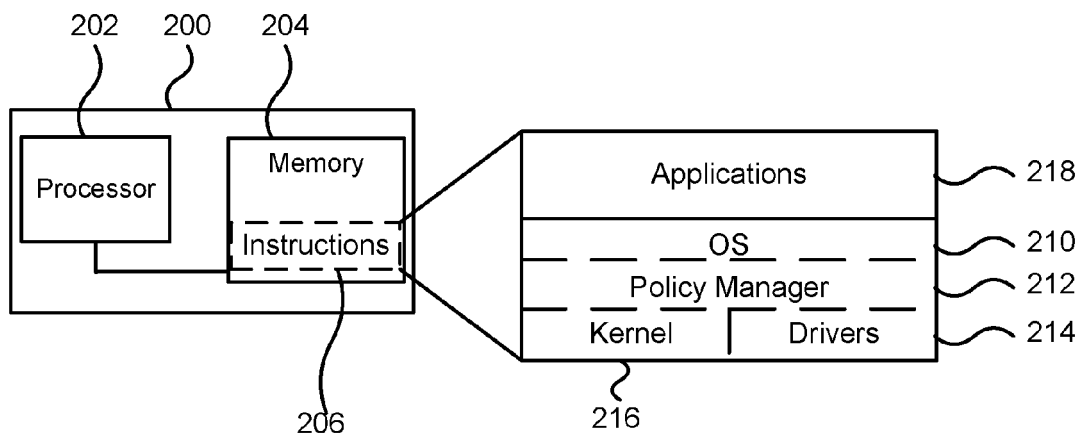 202 200 204
Processor
Memory
Instructions
206
Applications
218
OS
210
Policy Manager
212
Kernel Drivers
214
216